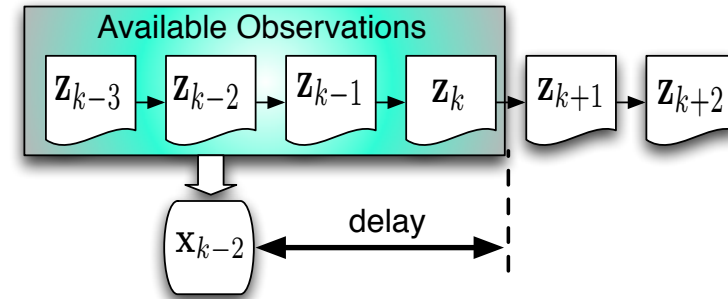 Available Observations
z_{k-3} z_{k-2} z_{k-1} z_k z_{k+1} z_{k+2}
x_{k-2} delay